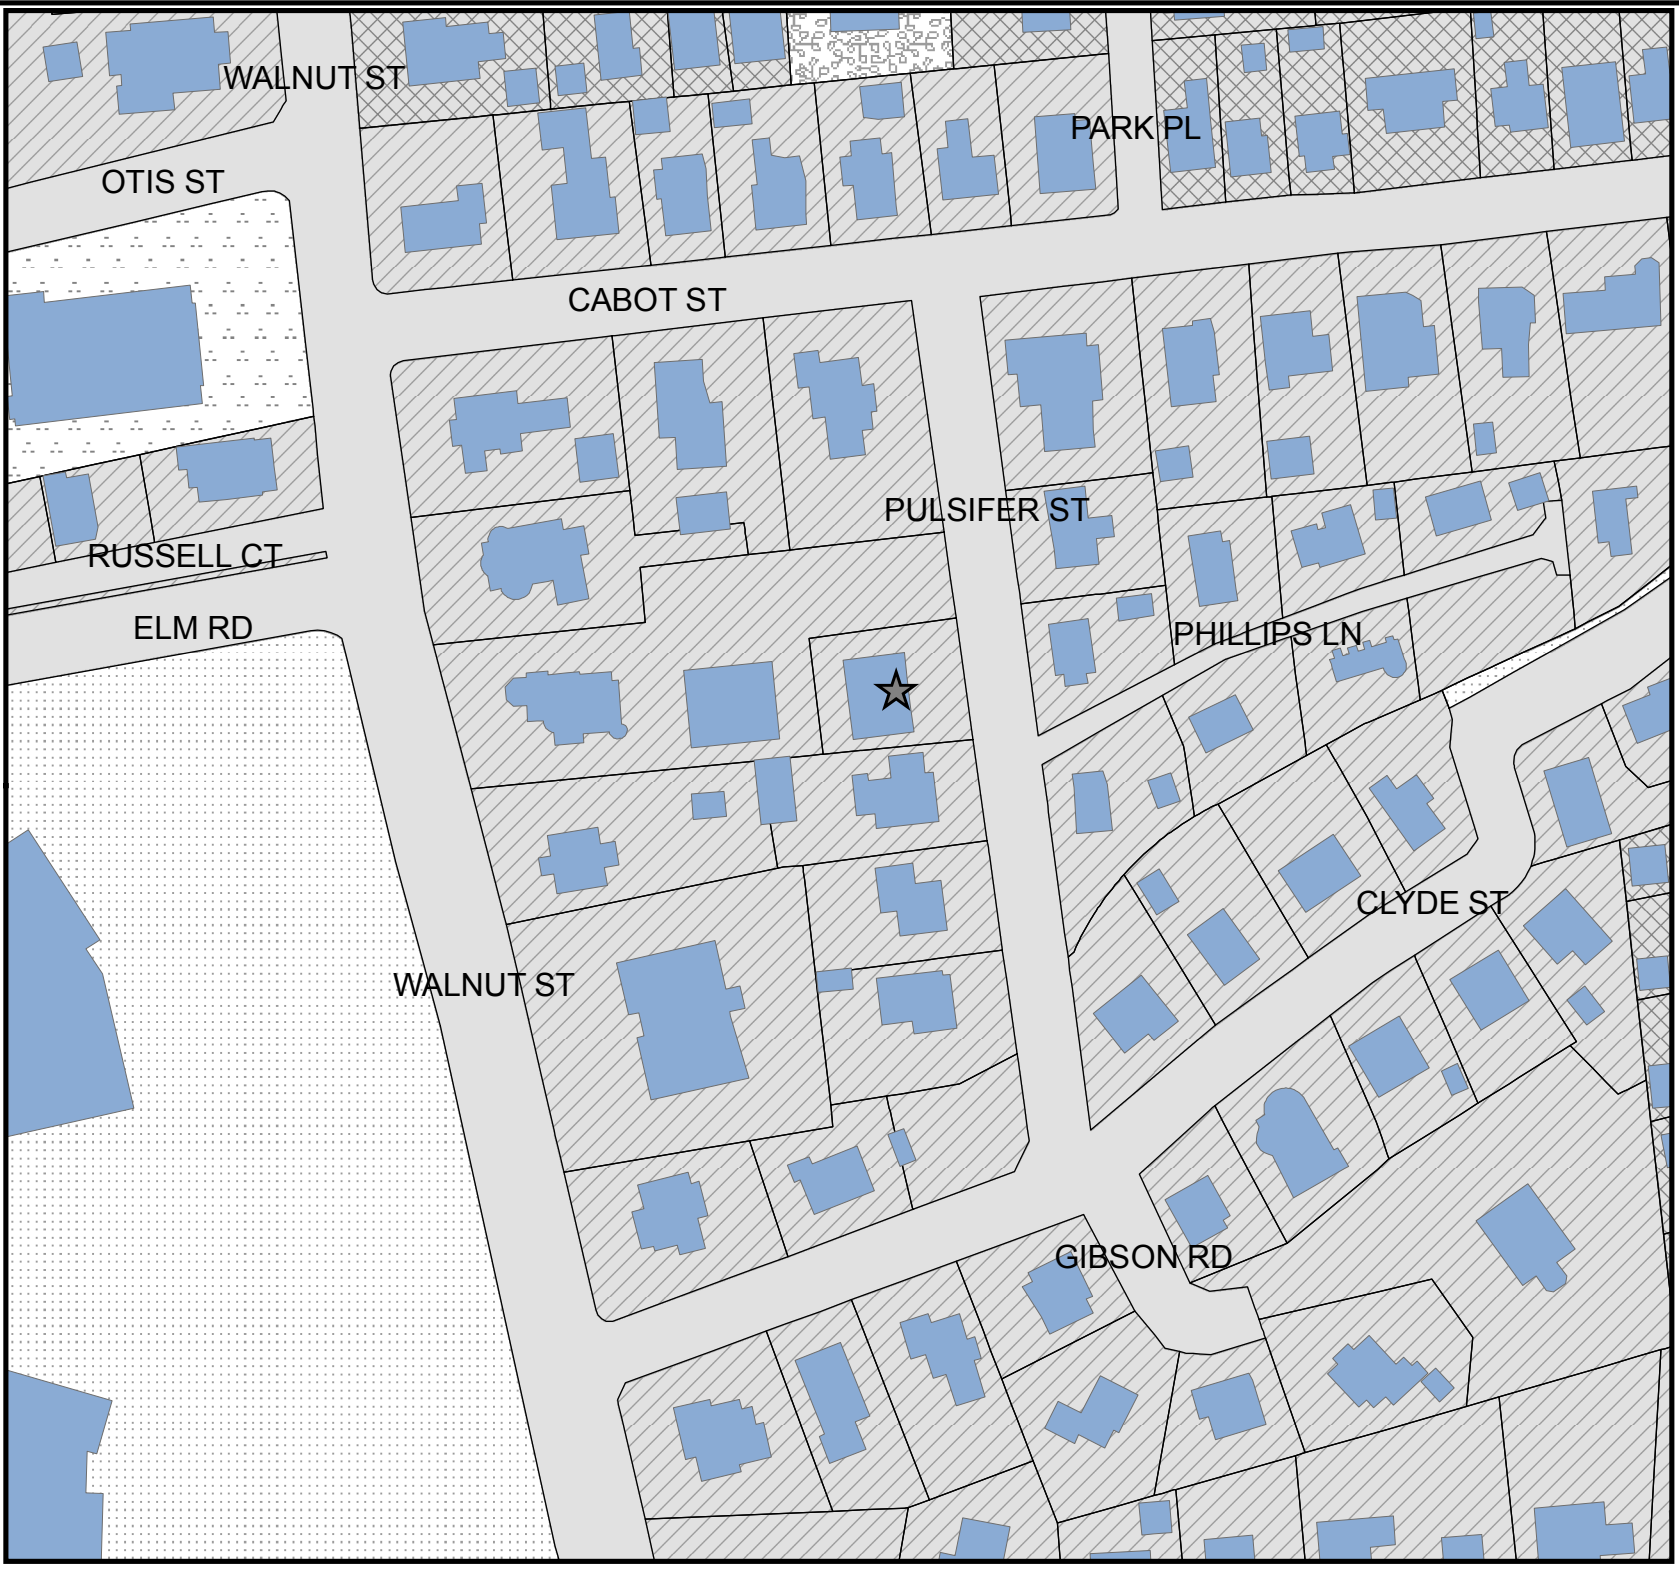 WALNUT ST
PARK PL
OTIS ST
CABOT ST
PULSIFER ST
RUSSELL CT
ELM RD
PHILLIPS LN
CLYDE ST
WALNUT ST
GIBSON RD